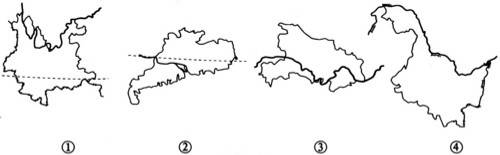 ① ② ③ ④